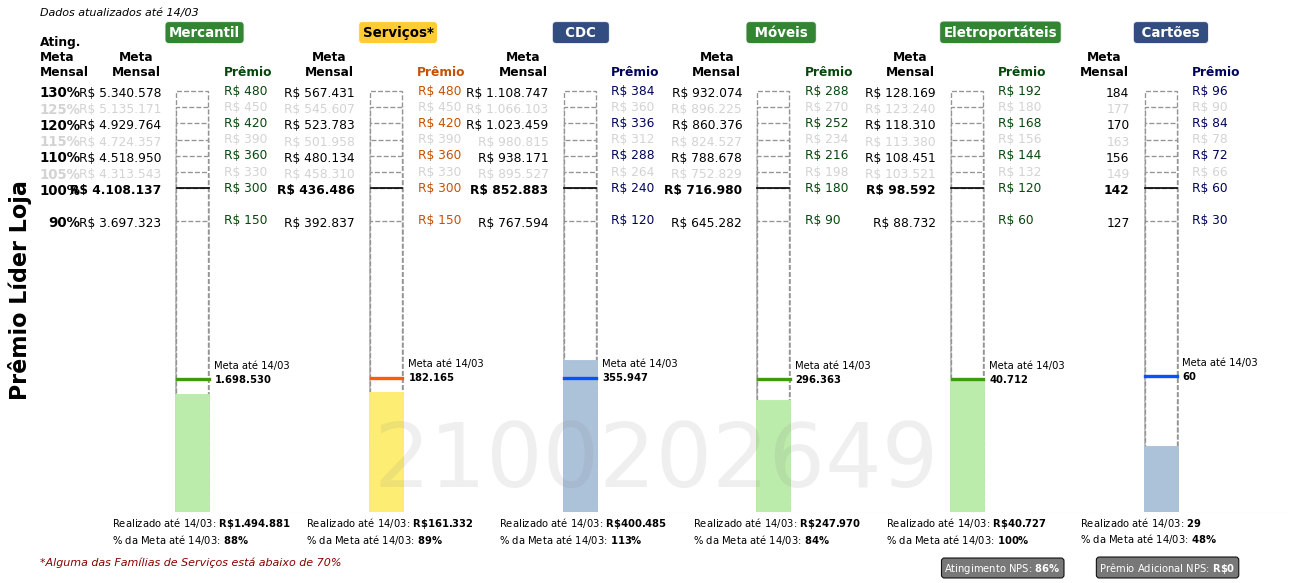 Dados atualizados até 14/03
Mercantil Serviços* CDC Móveis Eletroportáteis Cartões
Ating. Meta Mensal
Meta Mensal Prêmio Meta Mensal Prêmio Meta Mensal Prêmio Meta Mensal Prêmio Meta Mensal Prêmio Meta Mensal Prêmio
130% R$ 5.340.578 R$ 480 R$ 567.431 R$ 480 R$ 1.108.747 R$ 384 R$ 932.074 R$ 288 R$ 128.169 R$ 192 184 R$ 96
125% R$ 5.135.171 R$ 450 R$ 545.607 R$ 450 R$ 1.066.103 R$ 360 R$ 896.225 R$ 270 R$ 123.240 R$ 180 177 R$ 90
120% R$ 4.929.764 R$ 420 R$ 523.783 R$ 420 R$ 1.023.459 R$ 336 R$ 860.376 R$ 252 R$ 118.310 R$ 168 170 R$ 84
115% R$ 4.724.357 R$ 390 R$ 501.958 R$ 390 R$ 980.815 R$ 312 R$ 824.527 R$ 234 R$ 113.380 R$ 156 163 R$ 78
110% R$ 4.518.950 R$ 360 R$ 480.134 R$ 360 R$ 938.171 R$ 288 R$ 788.678 R$ 216 R$ 108.451 R$ 144 156 R$ 72
105% R$ 4.313.543 R$ 330 R$ 458.310 R$ 330 R$ 895.527 R$ 264 R$ 752.829 R$ 198 R$ 103.521 R$ 132 149 R$ 66
100% R$ 4.108.137 R$ 300 R$ 436.486 R$ 300 R$ 852.883 R$ 240 R$ 716.980 R$ 180 R$ 98.592 R$ 120 142 R$ 60
90% R$ 3.697.323 R$ 150 R$ 392.837 R$ 150 R$ 767.594 R$ 120 R$ 645.282 R$ 90 R$ 88.732 R$ 60 127 R$ 30
Prêmio Líder Loja
Meta até 14/03 Meta até 14/03 Meta até 14/03 Meta até 14/03 Meta até 14/03 Meta até 14/03
1.698.530 182.165 355.947 296.363 40.712 60
2100202649
Realizado até 14/03: R$1.494.881 Realizado até 14/03: R$161.332 Realizado até 14/03: R$400.485 Realizado até 14/03: R$247.970 Realizado até 14/03: R$40.727 Realizado até 14/03: 29
% da Meta até 14/03: 88% % da Meta até 14/03: 89% % da Meta até 14/03: 113% % da Meta até 14/03: 84% % da Meta até 14/03: 100% % da Meta até 14/03: 48%
*Alguma das Famílias de Serviços está abaixo de 70%
Atingimento NPS: 86% Prêmio Adicional NPS: R$0